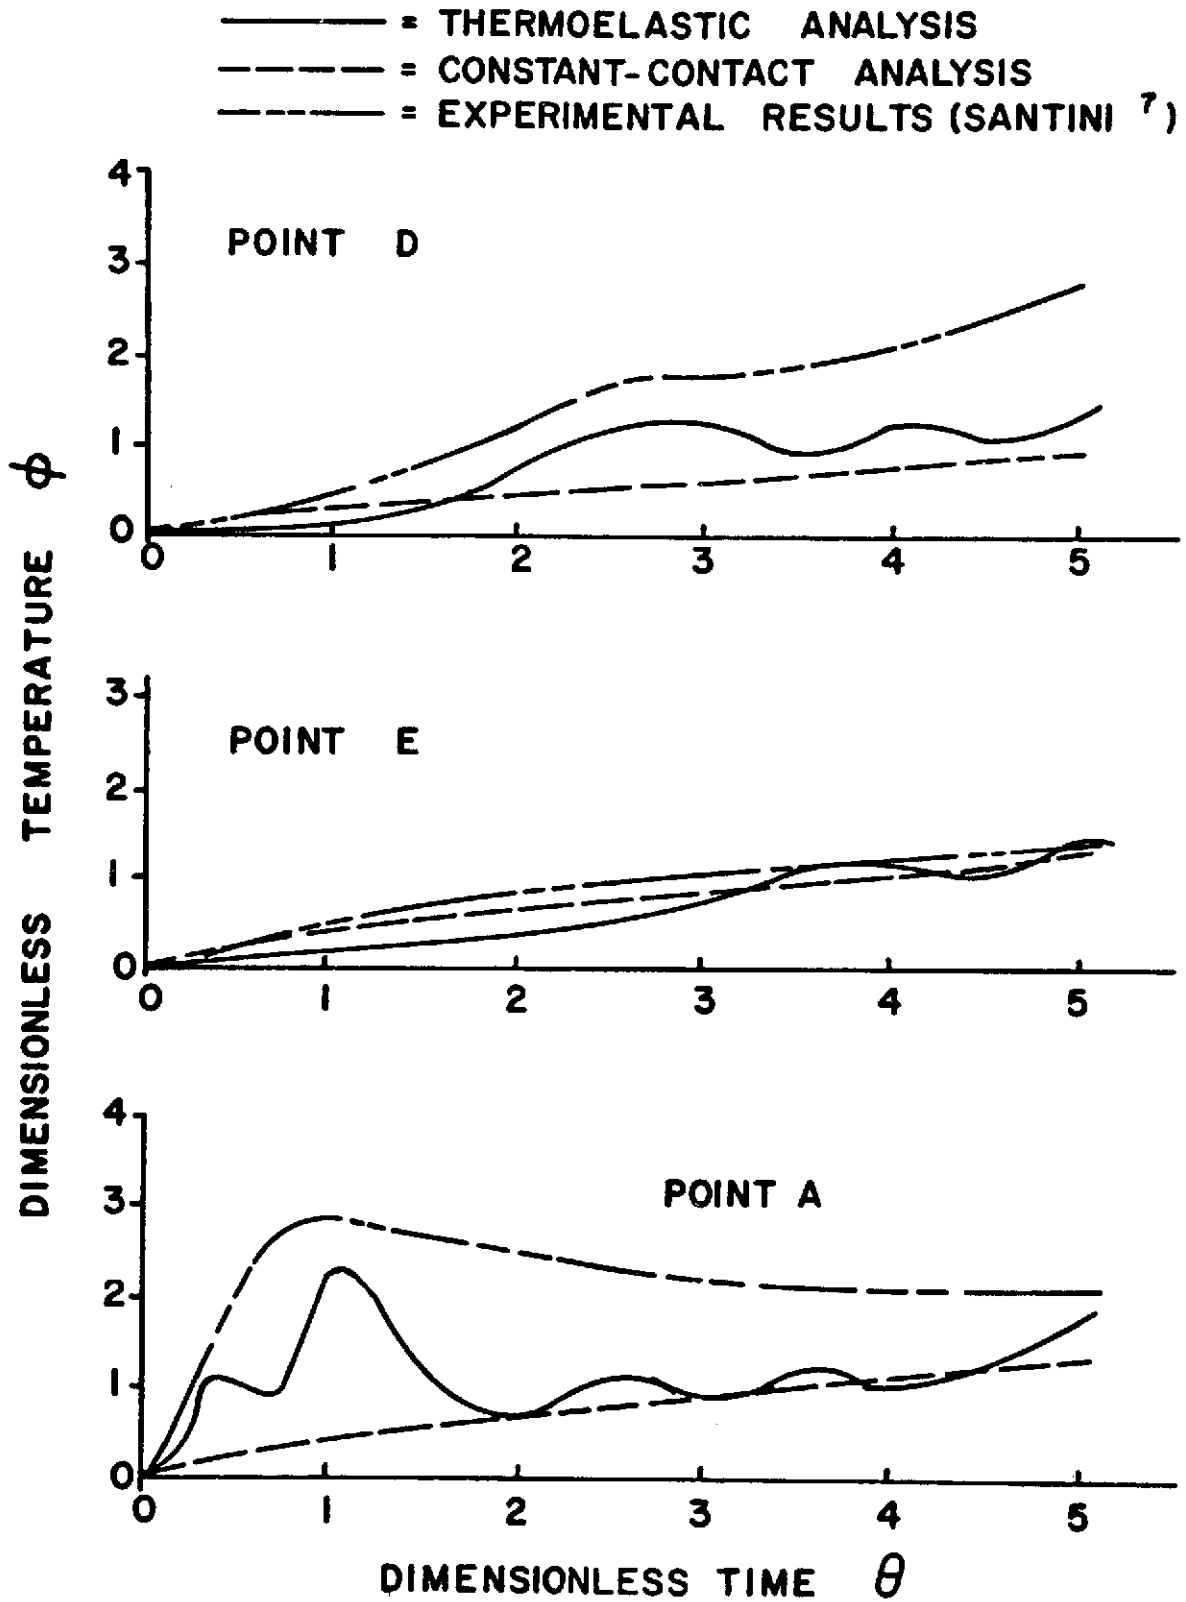 = THERMOELASTIC ANALYSIS
= CONSTANT-CONTACT ANALYSIS
= EXPERIMENTAL RESULTS (SANTINI 7)
DIMENSIONLESS TEMPERATURE ϕ
POINT D
4
3
2
1
0
0 1 2 3 4 5
POINT E
3
2
1
0
0 1 2 3 4 5
POINT A
4
3
2
1
0
0 1 2 3 4 5
DIMENSIONLESS TIME θ